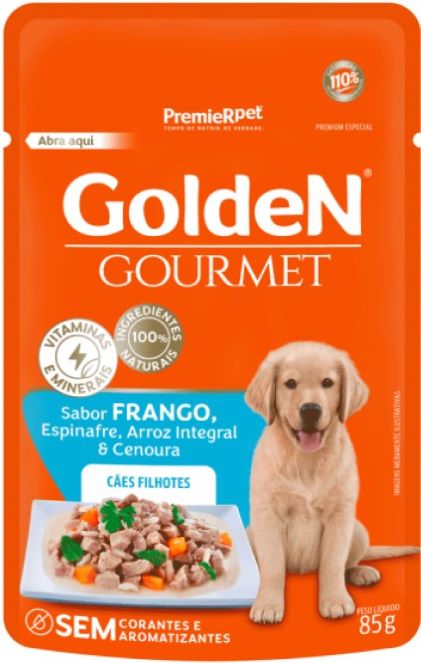 PremieRpet®
TEMPO DE NUTRIR. DE VERDADE.
110%
PREMIUM ESPECIAL
Abra aqui
GoldeN®
GOURMET
VITAMINAS
E MINERAIS
INGREDIENTES
100%
NATURAIS
Sabor FRANGO,
Espinafre, Arroz Integral
& Cenoura
CÃES FILHOTES
IMAGENS MERAMENTE ILUSTRATIVAS
SEM CORANTES E
AROMATIZANTES
PESO LÍQUIDO
85g